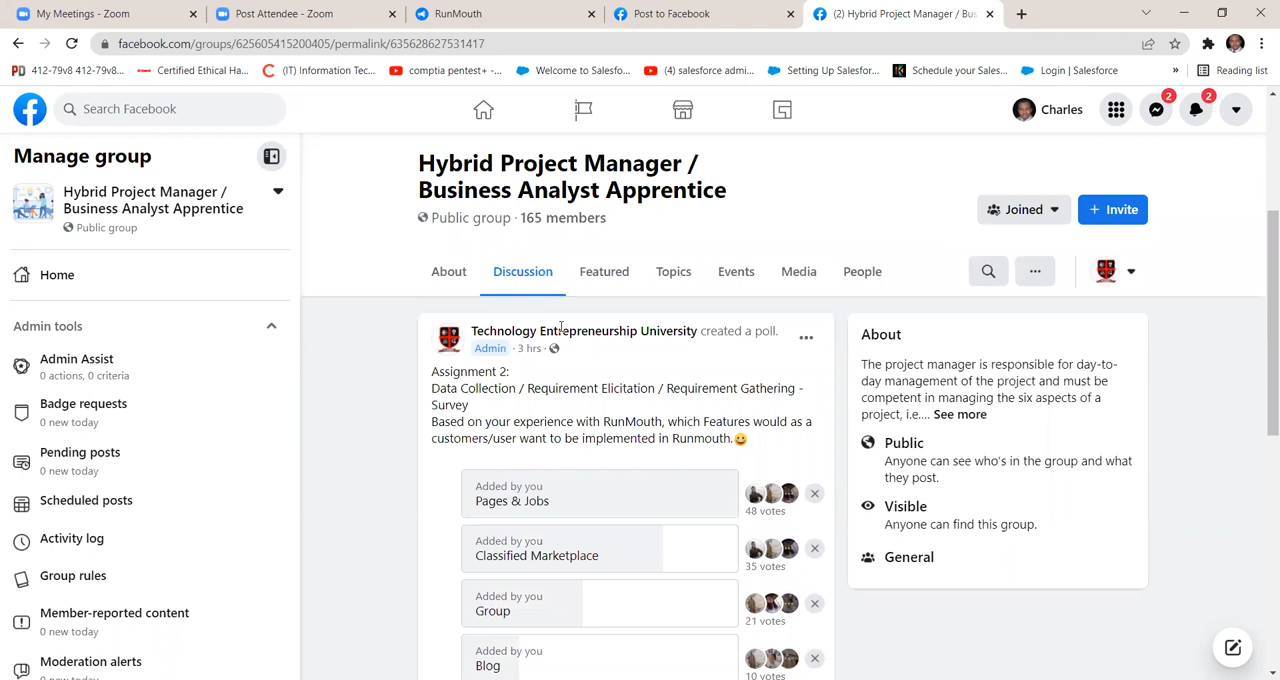 My Meetings - Zoom
Post Attendee - Zoom
RunMouth
Post to Facebook
(2) Hybrid Project Manager / Bus
facebook.com/groups/625605415200405/permalink/635628627531417
412-79v8 412-79v8...
Certified Ethical Ha...
(IT) Information Tec...
comptia pentest+ -...
Welcome to Salesfo...
(4) salesforce admi...
Setting Up Salesfor...
Schedule your Sales...
Login | Salesforce
»
Reading list
Search Facebook
Charles
2
2
Manage group
Hybrid Project Manager /
Business Analyst Apprentice
Public group
Home
Admin tools
Admin Assist
0 actions, 0 criteria
Badge requests
0 new today
Pending posts
0 new today
Scheduled posts
Activity log
Group rules
Member-reported content
0 new today
Moderation alerts
0 new today
Hybrid Project Manager /
Business Analyst Apprentice
Public group · 165 members
Joined
+ Invite
About
Discussion
Featured
Topics
Events
Media
People
Technology Entrepreneurship University created a poll.
Admin · 3 hrs ·
Assignment 2:
Data Collection / Requirement Elicitation / Requirement Gathering -
Survey
Based on your experience with RunMouth, which Features would as a
customers/user want to be implemented in Runmouth.😀
Added by you
Pages & Jobs
48 votes
Added by you
Classified Marketplace
35 votes
Added by you
Group
21 votes
Added by you
Blog
10 votes
About
The project manager is responsible for day-to-
day management of the project and must be
competent in managing the six aspects of a
project, i.e.... See more
Public
Anyone can see who's in the group and what
they post.
Visible
Anyone can find this group.
General